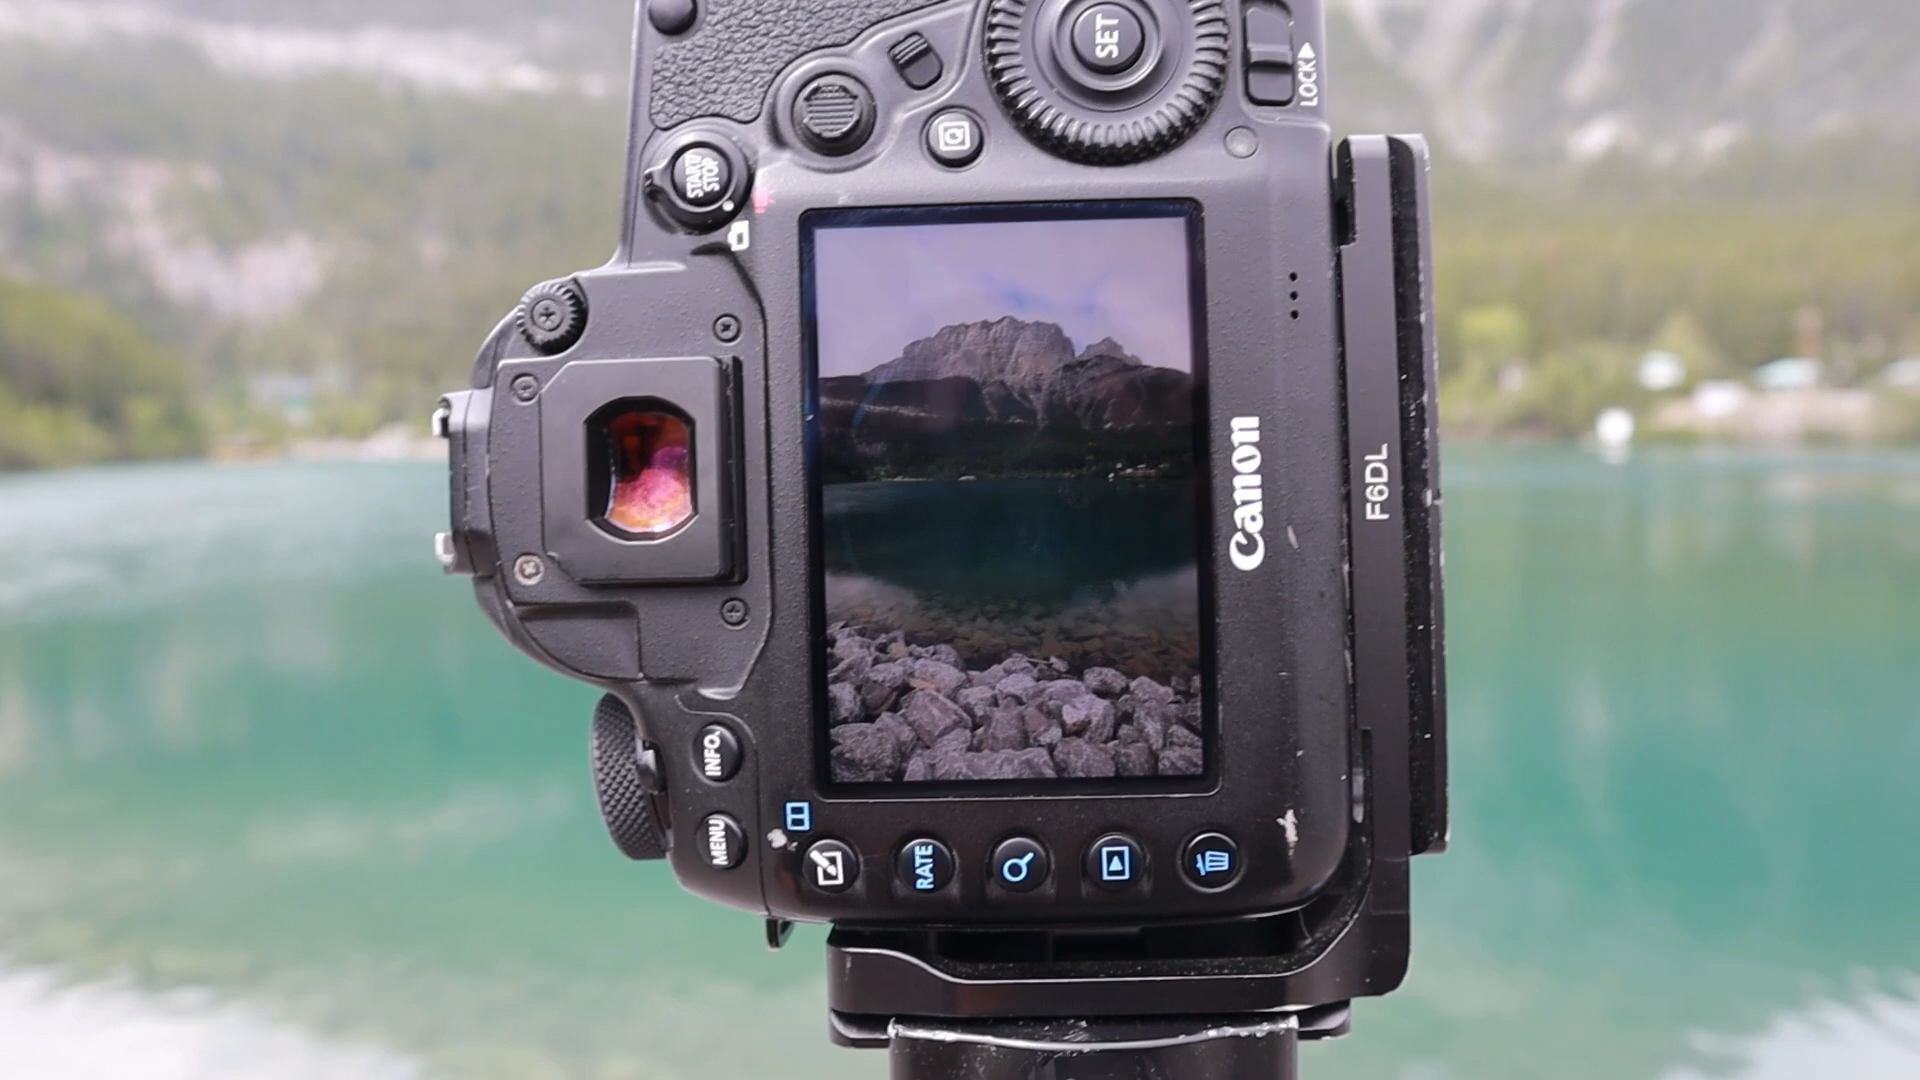 SET
LOCK
Q
START/
STOP
Canon
F6DL
INFO.
MENU
RATE